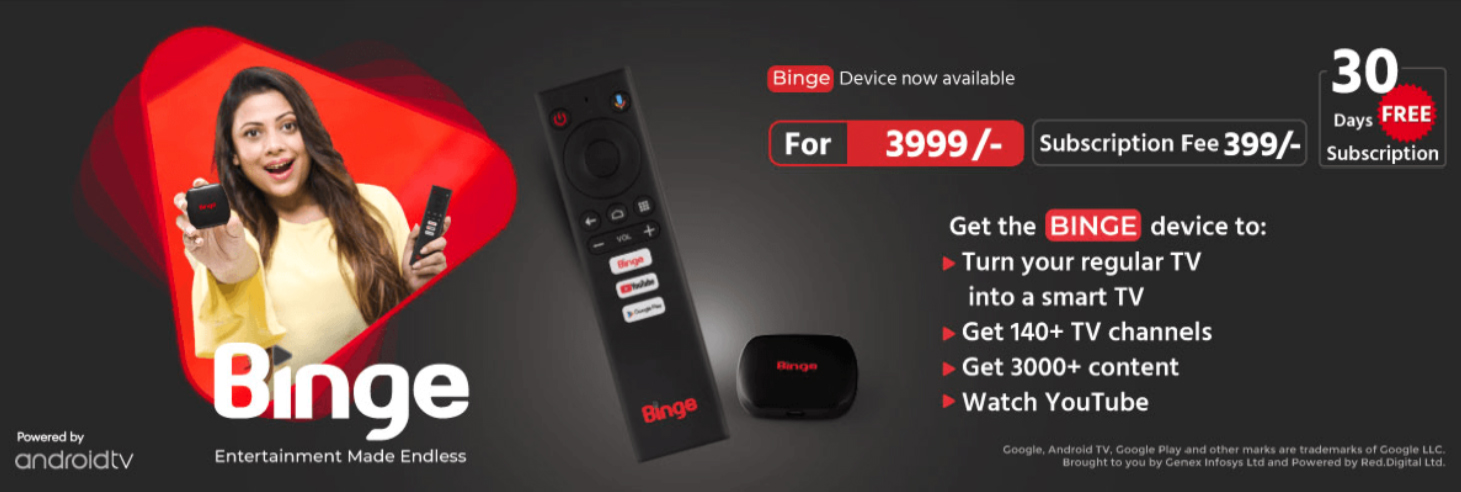 Binge Device now available
For 3999/- Subscription Fee 399/-
30
Days FREE
Subscription
Get the BINGE device to:
Turn your regular TV
into a smart TV
Get 140+ TV channels
Get 3000+ content
Watch YouTube
Binge
Binge
VOL
Binge
YouTube
Google Play
Binge
Binge
Entertainment Made Endless
Powered by
androidtv
Google, Android TV, Google Play and other marks are trademarks of Google LLC.
Brought to you by Genex Infosys Ltd and Powered by Red.Digital Ltd.